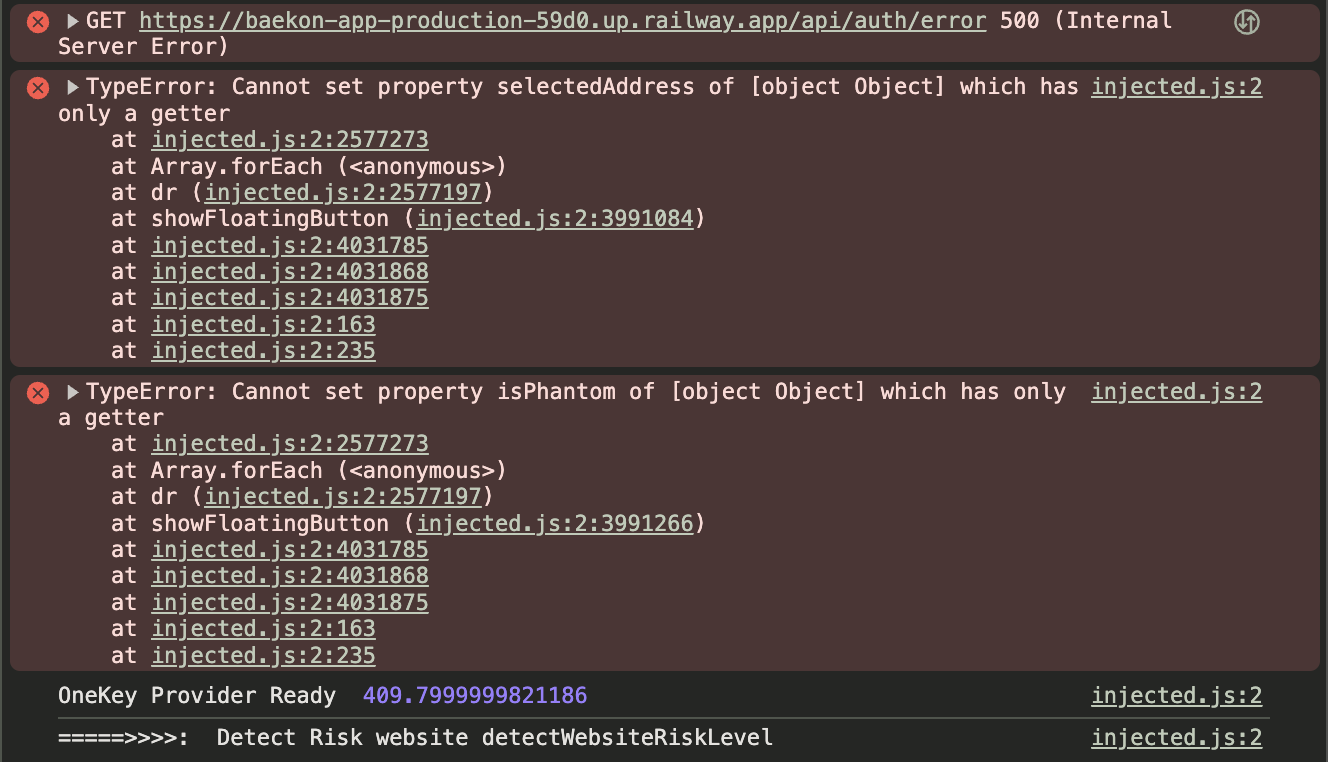 GET https://baekon-app-production-59d0.up.railway.app/api/auth/error 500 (Internal
Server Error)
TypeError: Cannot set property selectedAddress of [object Object] which has injected.js:2
only a getter
at injected.js:2:2577273
at Array.forEach (<anonymous>)
at dr (injected.js:2:2577197)
at showFloatingButton (injected.js:2:3991084)
at injected.js:2:4031785
at injected.js:2:4031868
at injected.js:2:4031875
at injected.js:2:163
at injected.js:2:235
TypeError: Cannot set property isPhantom of [object Object] which has only injected.js:2
a getter
at injected.js:2:2577273
at Array.forEach (<anonymous>)
at dr (injected.js:2:2577197)
at showFloatingButton (injected.js:2:3991266)
at injected.js:2:4031785
at injected.js:2:4031868
at injected.js:2:4031875
at injected.js:2:163
at injected.js:2:235
OneKey Provider Ready 409.7999999821186 injected.js:2
=====>>>>: Detect Risk website detectWebsiteRiskLevel injected.js:2